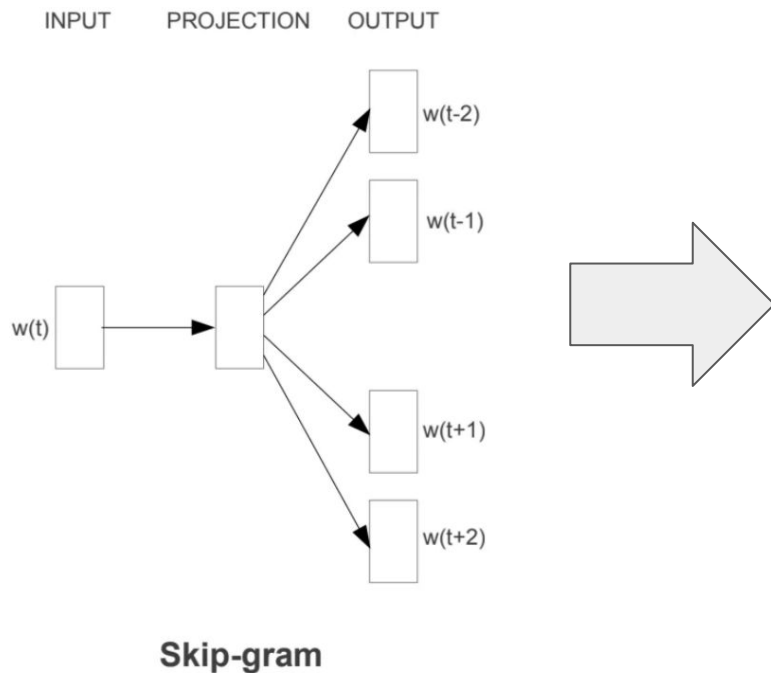 INPUT PROJECTION OUTPUT
w(t-2)
w(t-1)
w(t)
w(t+1)
w(t+2)
Skip-gram